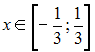 x ∈ [ -1/3 ; 1/3 ]